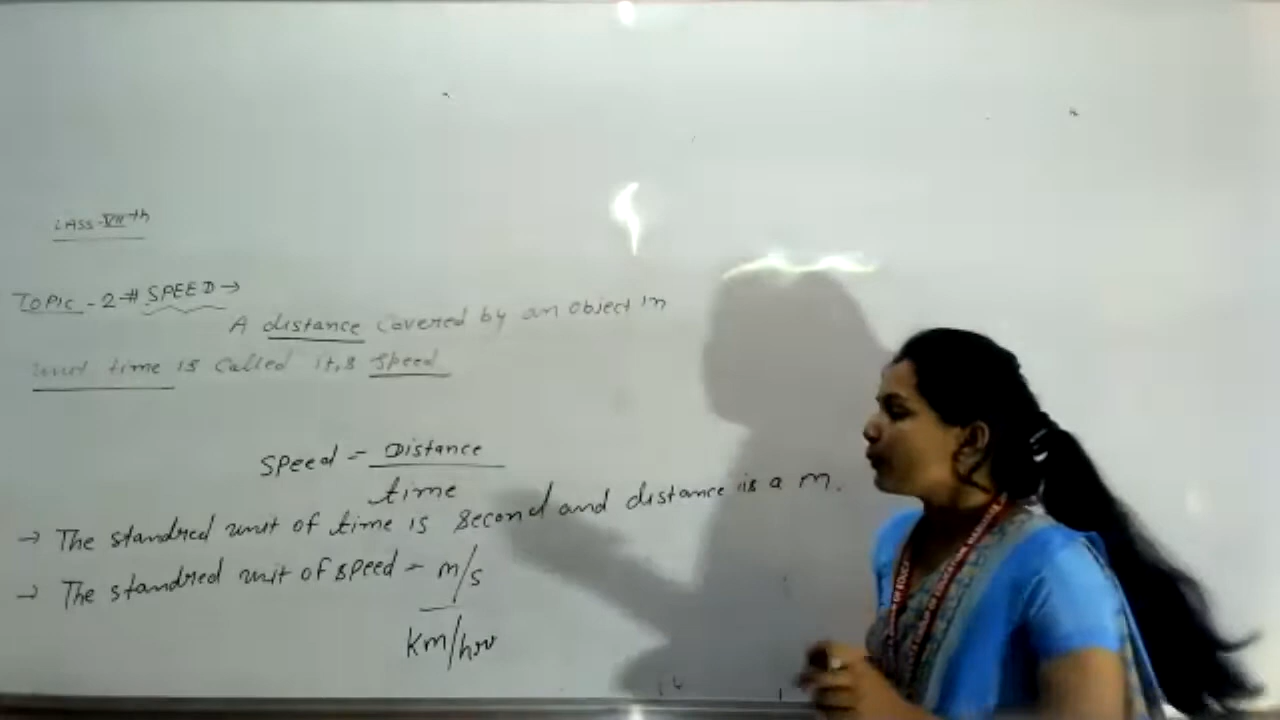 CLASS-VIIth
TOPIC-2 # SPEED →
A distance covered by an object in
unit time is called it,s speed
Speed = Distance
time
→ The standred unit of time is second and distance is a m.
→ The standred unit of speed = m/s
km/hr